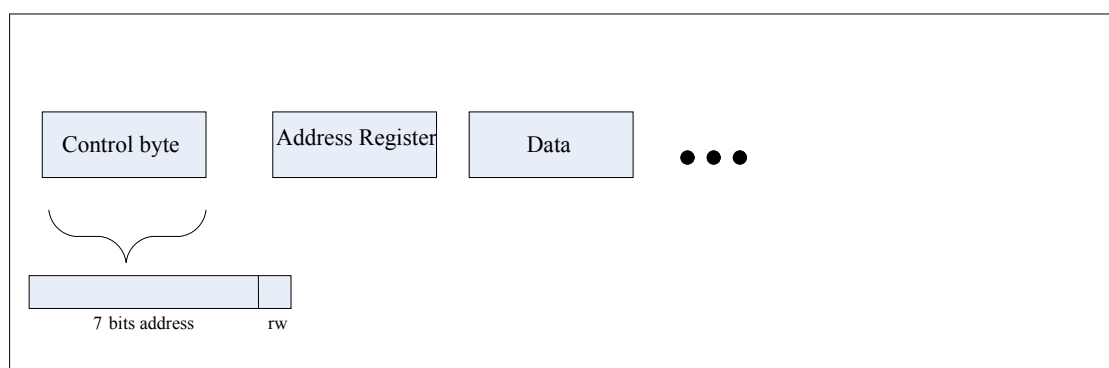 Control byte
Address Register
Data
7 bits address
rw